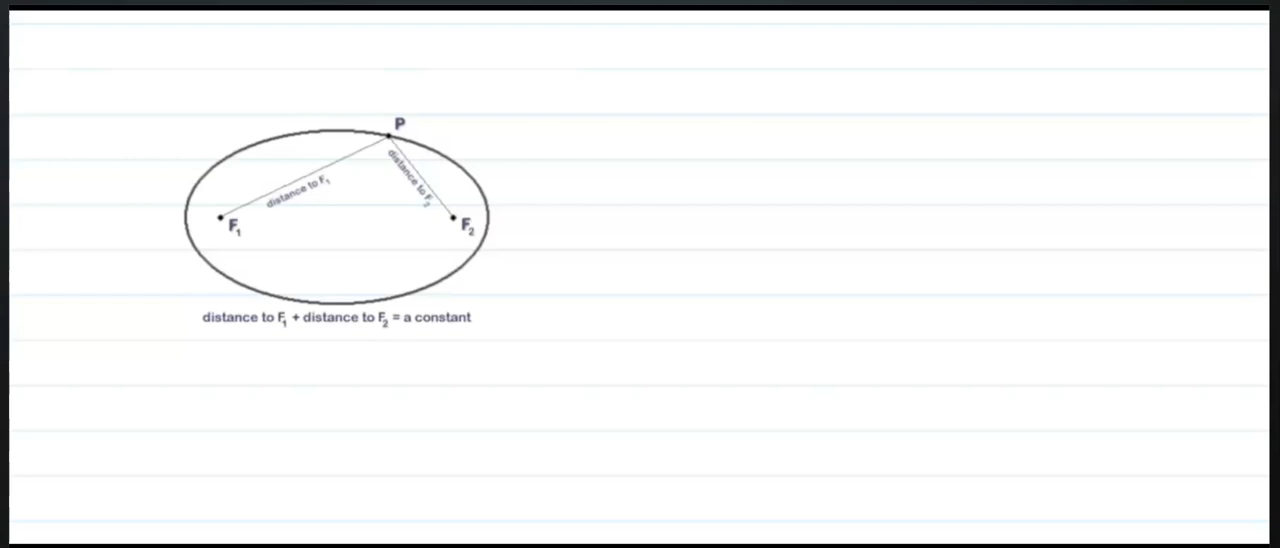 P
distance to F₁
distance to F₂
F₁
F₂
distance to F₁ + distance to F₂ = a constant